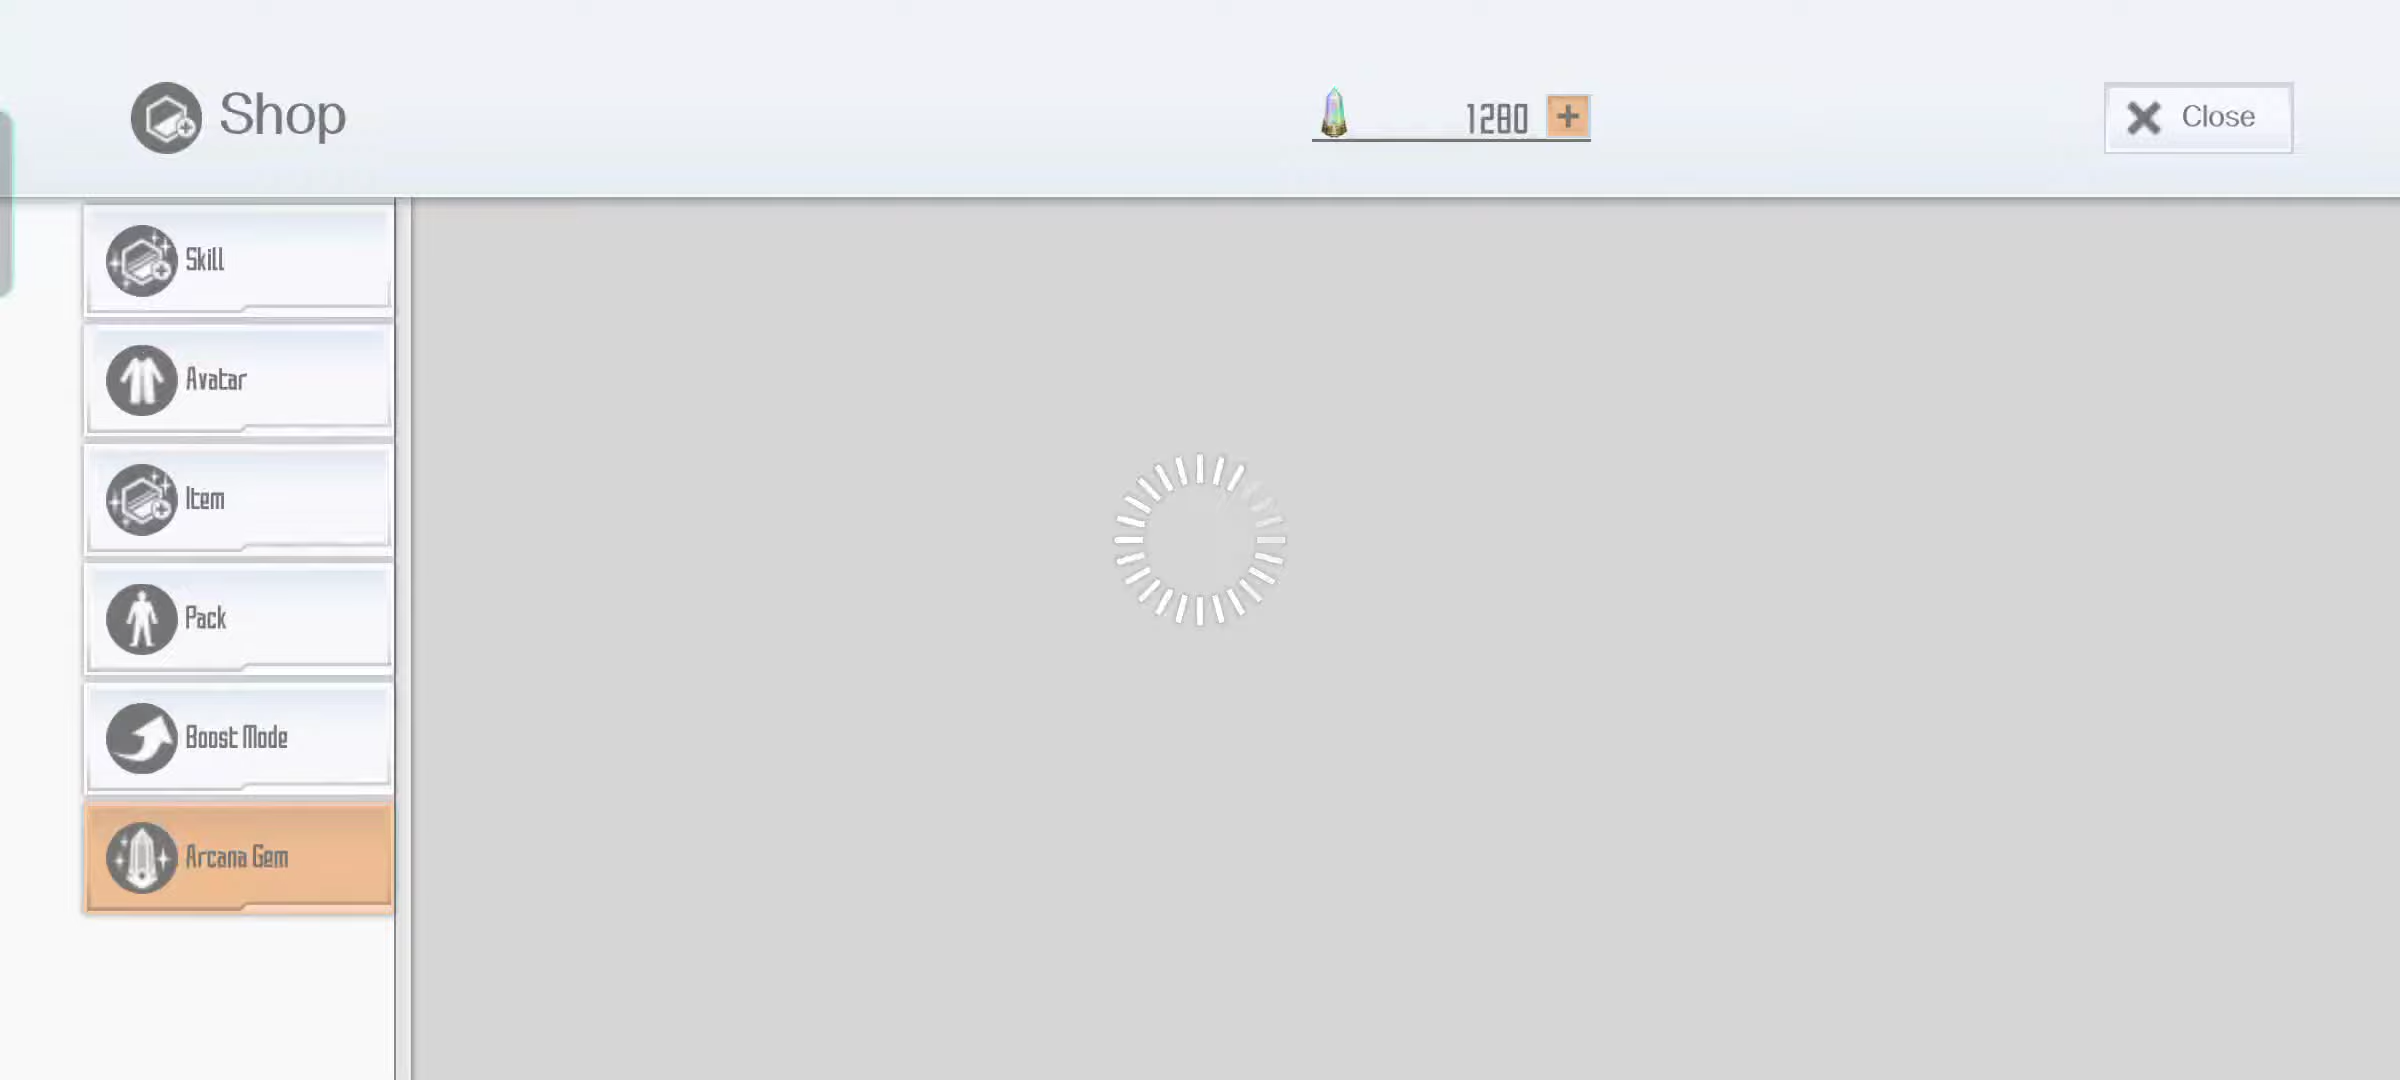 Shop
1280
Close
Skill
Avatar
Item
Pack
Boost Mode
Arcana Gem